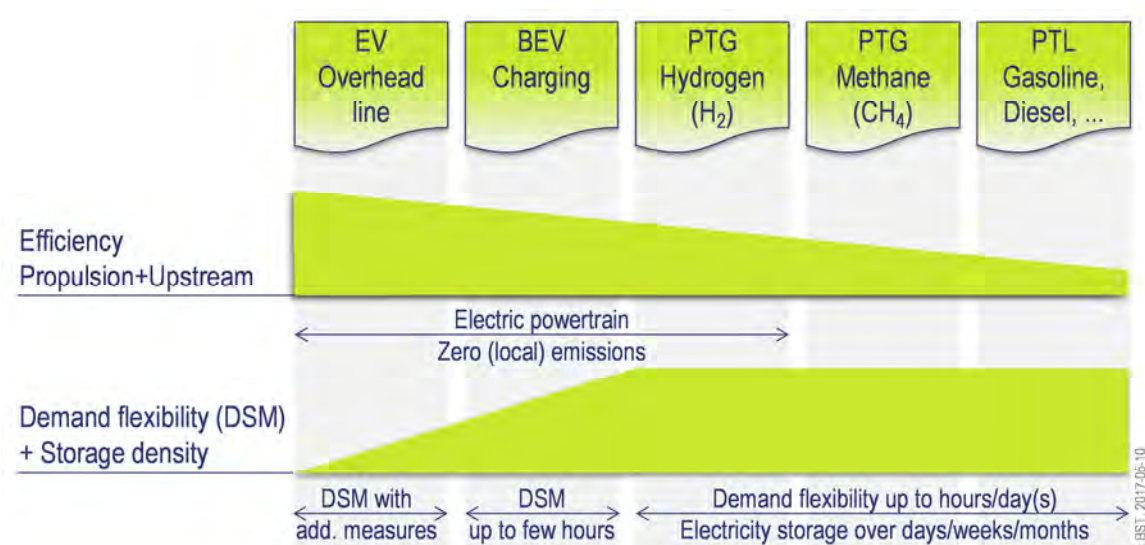 EV
Overhead
line
BEV
Charging
PTG
Hydrogen
(H₂)
PTG
Methane
(CH₄)
PTL
Gasoline,
Diesel, ...
Efficiency
Propulsion+Upstream
Electric powertrain
Zero (local) emissions
Demand flexibility (DSM)
+ Storage density
DSM with
add. measures
DSM
up to few hours
Demand flexibility up to hours/day(s)
Electricity storage over days/weeks/months
2017-06-10